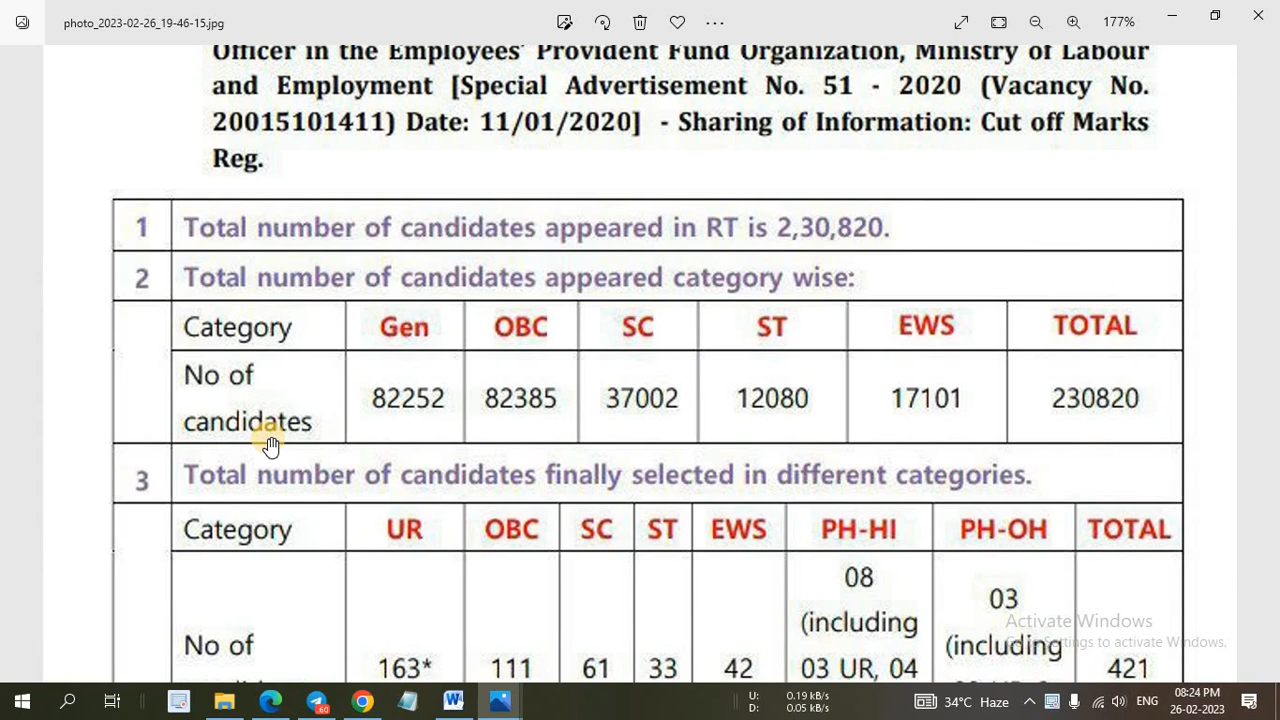 photo_2023-02-26_19-46-15.jpg
177%
Officer in the Employees' Provident Fund Organization, Ministry of Labour
and Employment [Special Advertisement No. 51 - 2020 (Vacancy No.
20015101411) Date: 11/01/2020] - Sharing of Information: Cut off Marks
Reg.
1 Total number of candidates appeared in RT is 2,30,820.
2 Total number of candidates appeared category wise:
Category Gen OBC SC ST EWS TOTAL
No of candidates 82252 82385 37002 12080 17101 230820
3 Total number of candidates finally selected in different categories.
Category UR OBC SC ST EWS PH-HI PH-OH TOTAL
No of 163* 111 61 33 42 08 (including 03 UR, 04 03 (including 421
Activate Windows
Go to Settings to activate Windows.
60
U: 0.19 kB/s
D: 0.05 kB/s
34°C Haze
ENG
08:24 PM
26-02-2023